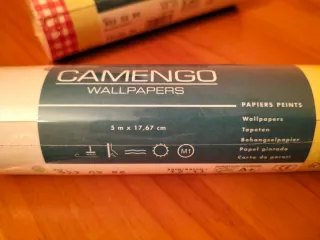 CAMENGO
WALLPAPERS
PAPIERS PEINTS
5 m x 17,67 cm
Wallpapers
Tapeten
Behangselpapier
Papel pintado
Carta da parati
M1